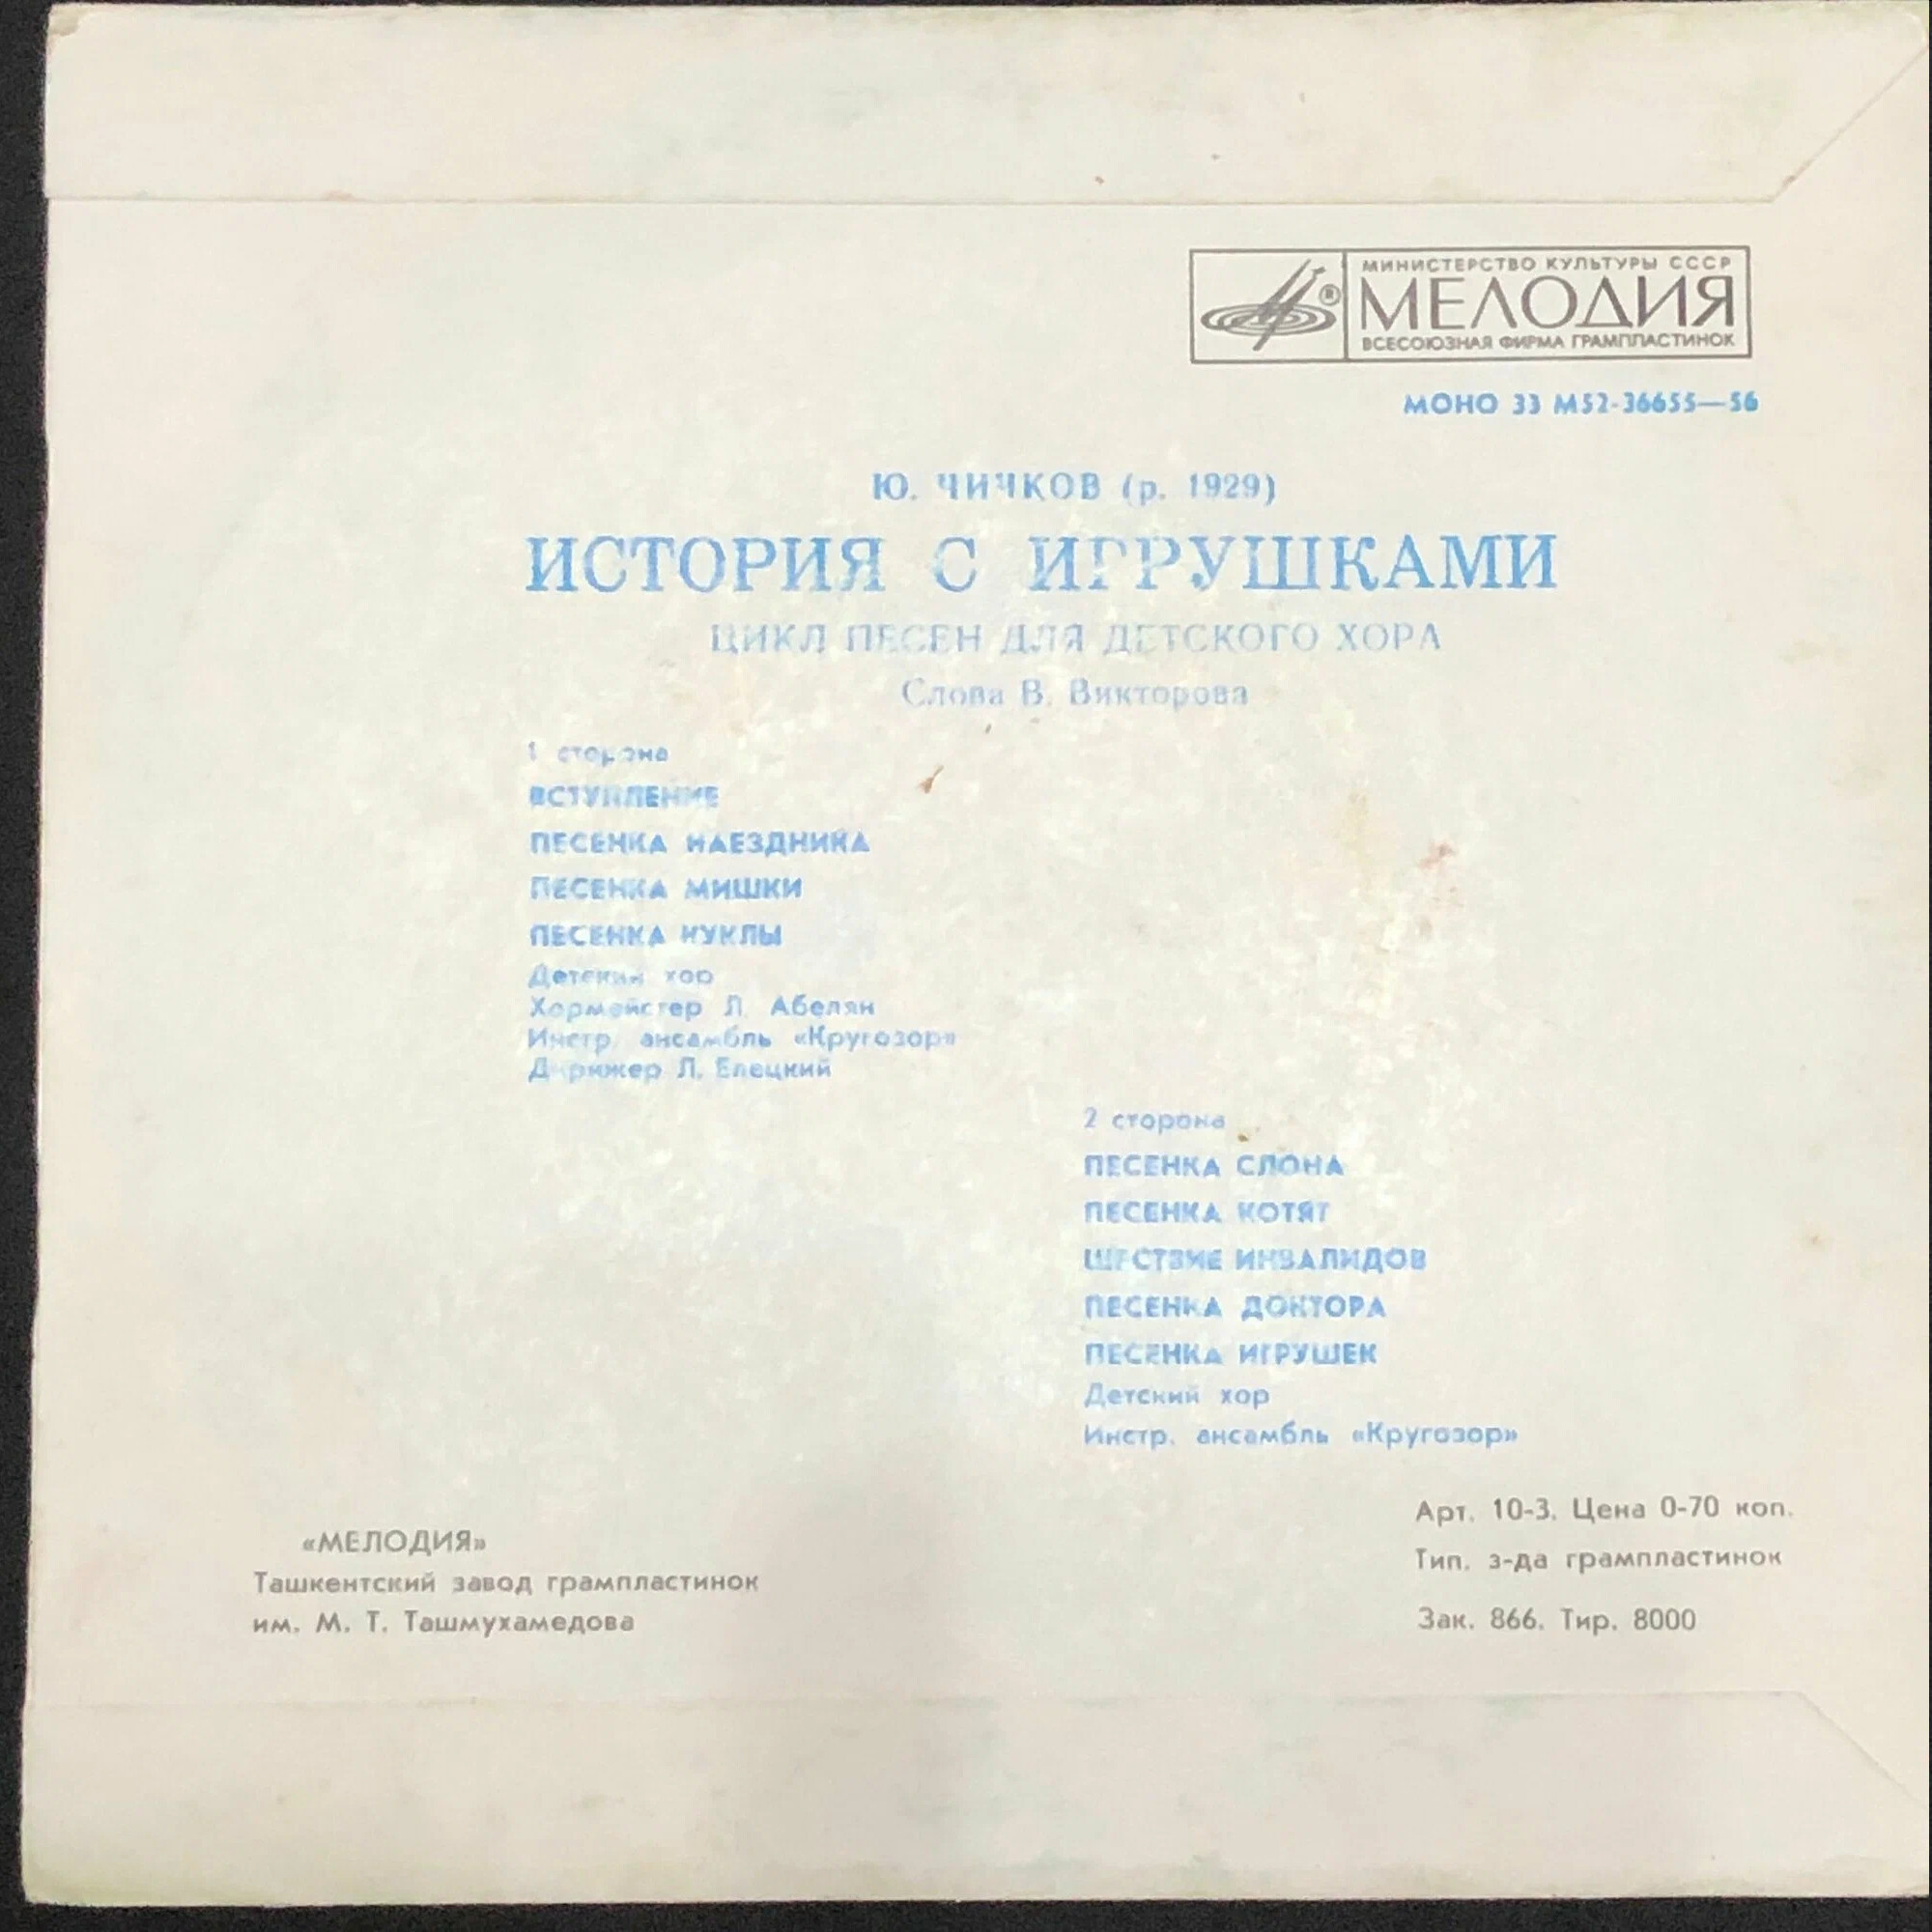 МИНИСТЕРСТВО КУЛЬТУРЫ СССР
МЕЛОДИЯ
ВСЕСОЮЗНАЯ ФИРМА ГРАМПЛАСТИНОК
МОНО 33 М52-36655—56
Ю. ЧИЧКОВ (р. 1929)
ИСТОРИЯ С ИГРУШКАМИ
ЦИКЛ ПЕСЕН ДЛЯ ДЕТСКОГО ХОРА
Слова В. Викторова
1 сторона
ВСТУПЛЕНИЕ
ПЕСЕНКА НАЕЗДНИКА
ПЕСЕНКА МИШКИ
ПЕСЕНКА КУКЛЫ
Детский хор
Хормейстер Л. Абелян
Инстр. ансамбль «Кругозор»
Дирижер Л. Елецкий
2 сторона
ПЕСЕНКА СЛОНА
ПЕСЕНКА КОТЯТ
ШЕСТВИЕ ИНВАЛИДОВ
ПЕСЕНКА ДОКТОРА
ПЕСЕНКА ИГРУШЕК
Детский хор
Инстр. ансамбль «Кругозор»
«МЕЛОДИЯ»
Ташкентский завод грампластинок
им. М. Т. Ташмухамедова
Арт. 10-3. Цена 0-70 коп.
Тип. з-да грампластинок
Зак. 866. Тир. 8000